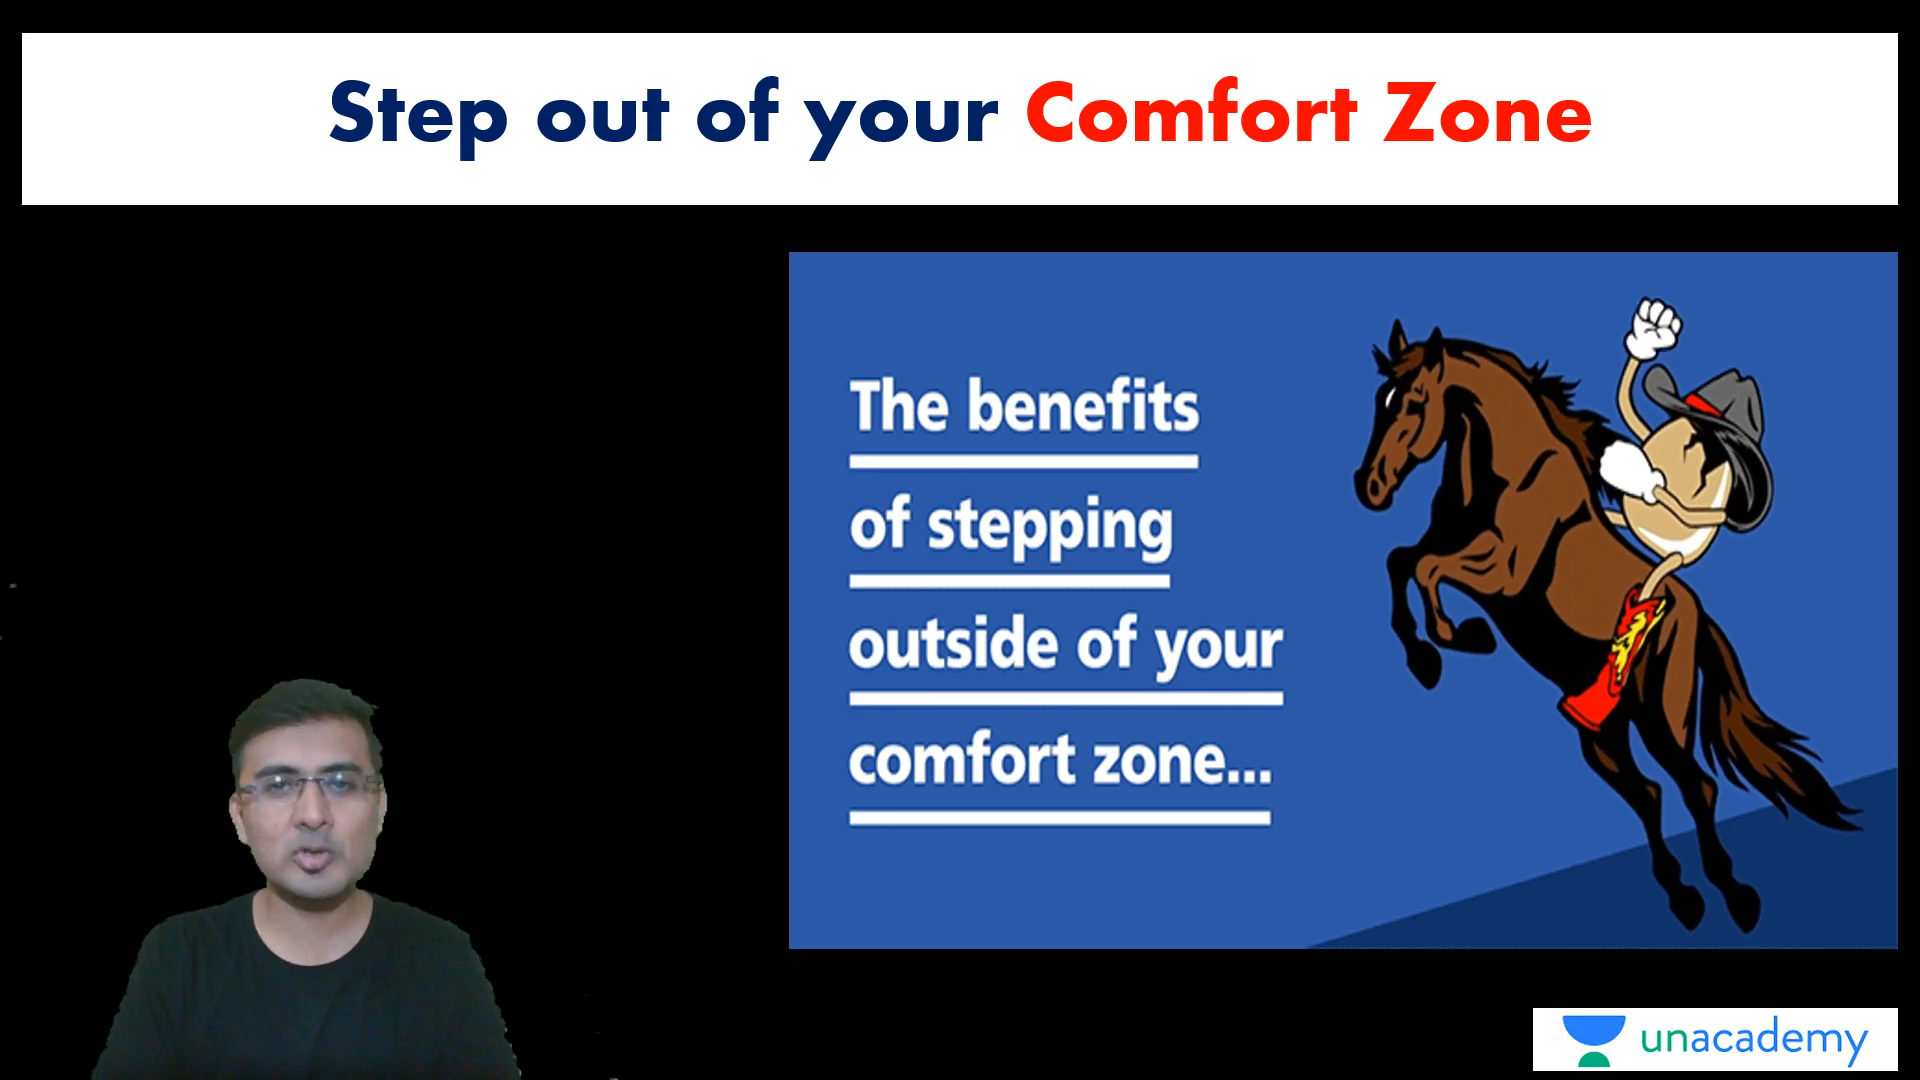 Step out of your Comfort Zone
The benefits
of stepping
outside of your
comfort zone...
unacademy